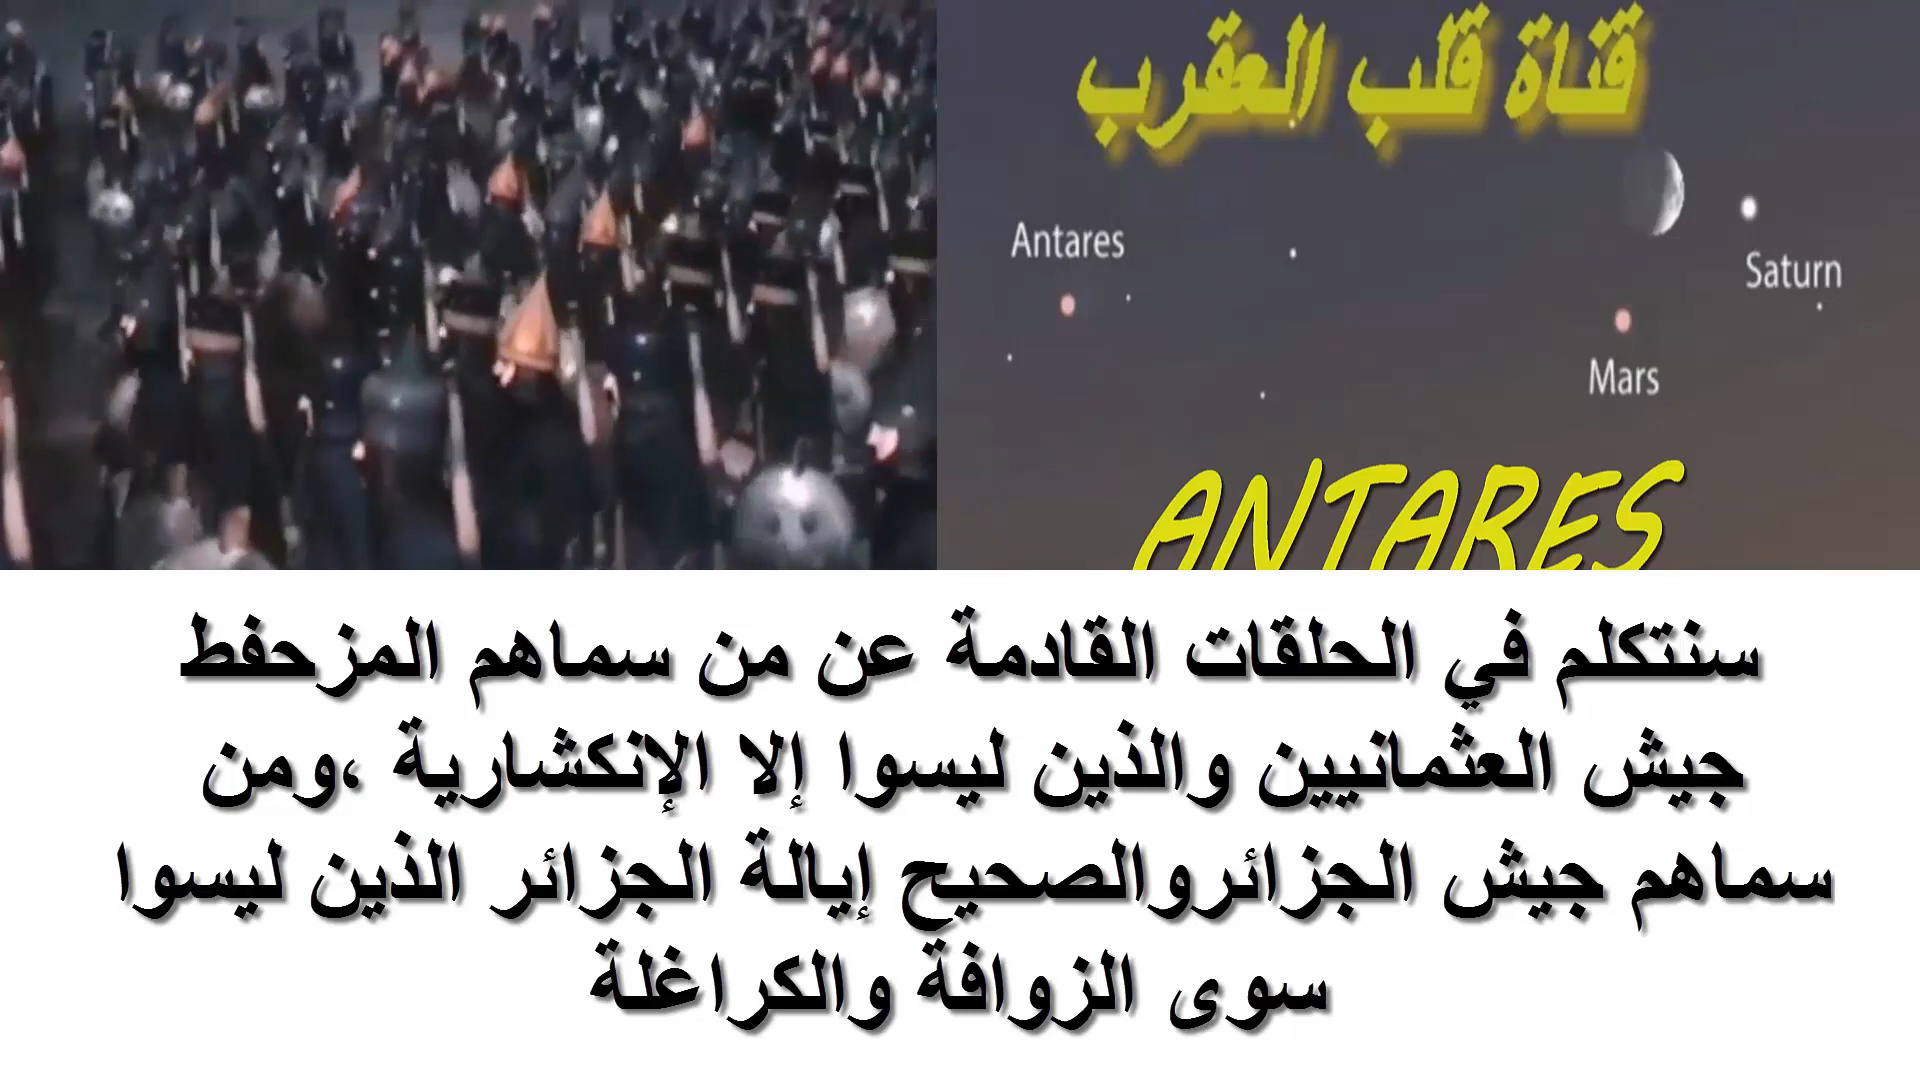 قناة قلب العقرب
Antares
Saturn
Mars
ANTARES
سنتكلم في الحلقات القادمة عن من سماهم المزحفط
جيش العثمانيين والذين ليسوا إلا الإنكشارية ،ومن
سماهم جيش الجزائروالصحيح إيالة الجزائر الذين ليسوا
سوى الزوافة والكراغلة